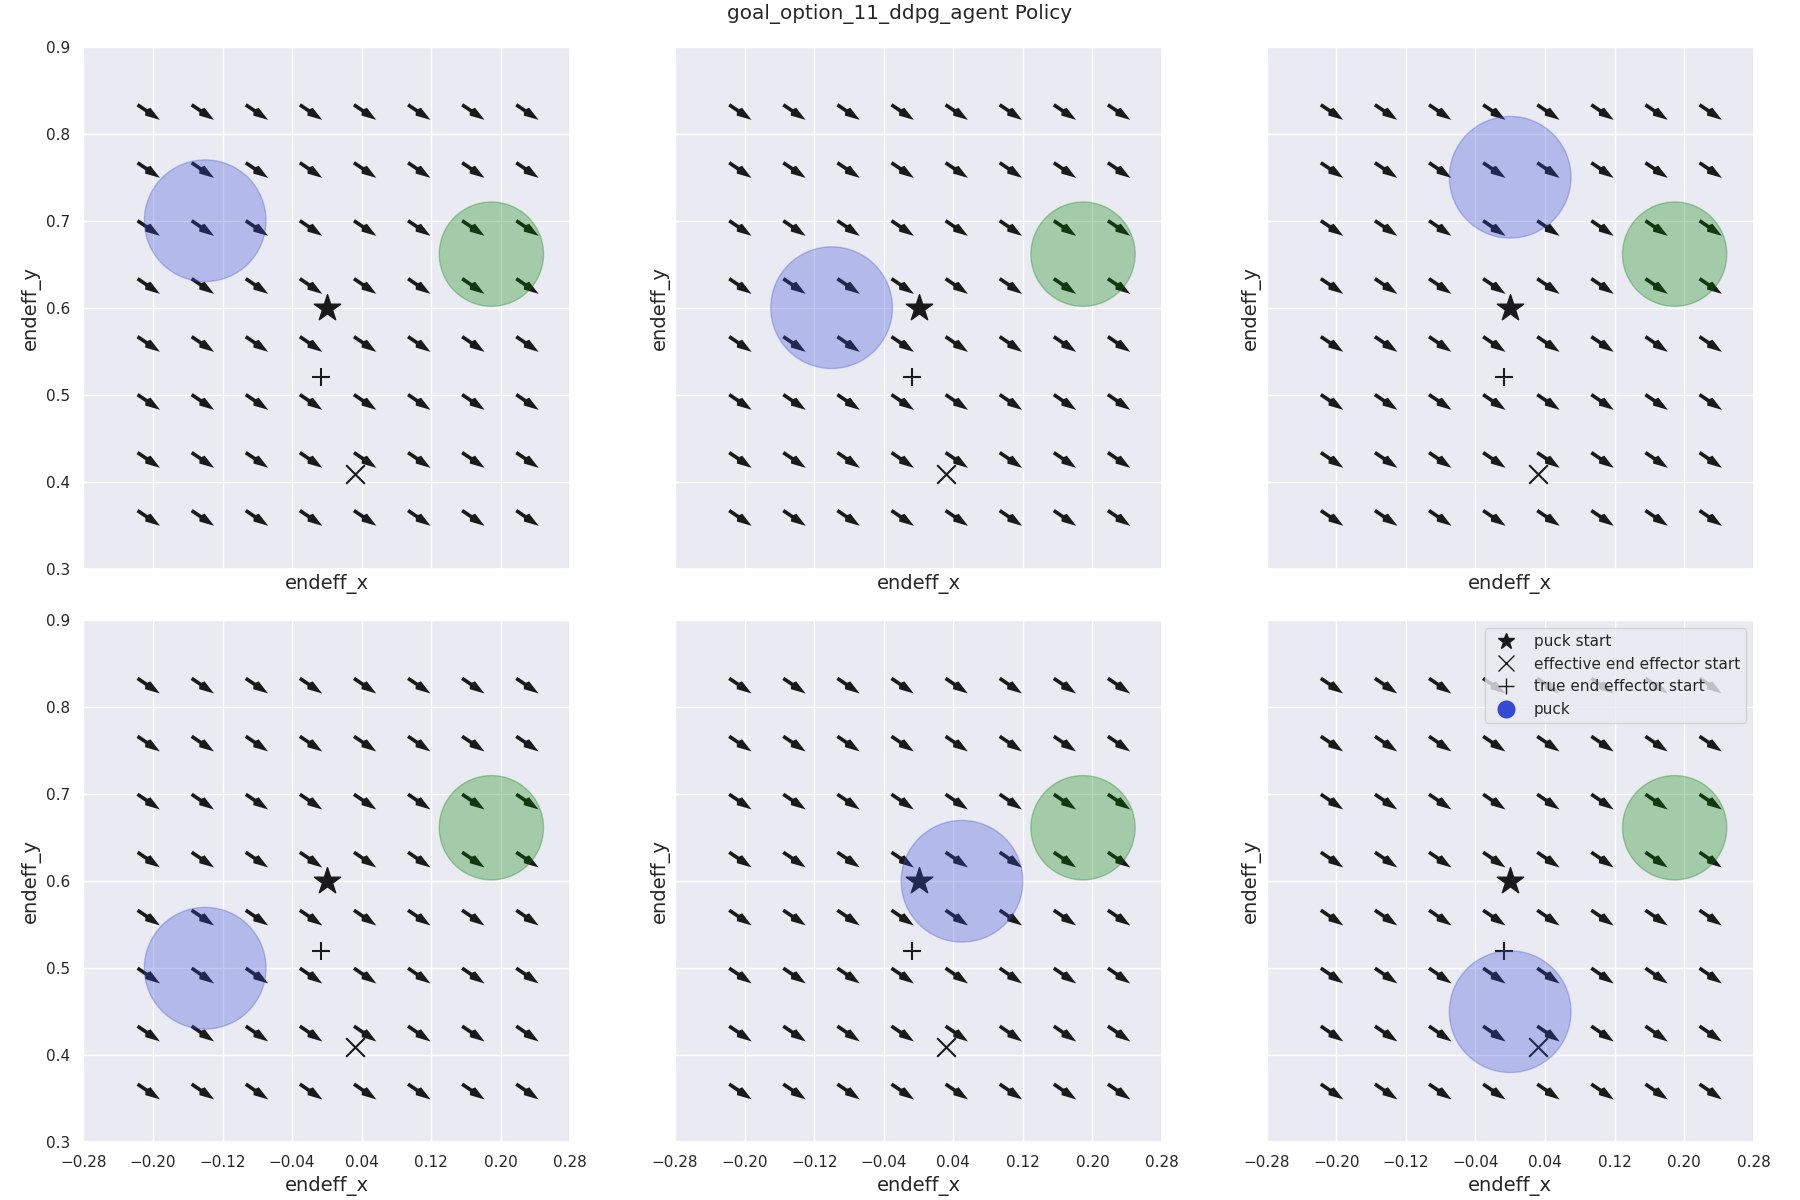 goal_option_11_ddpg_agent Policy
0.9
0.8
0.7
0.6
0.5
0.4
0.3
endeff_y
endeff_x
endeff_y
endeff_x
endeff_y
endeff_x
0.9
0.8
0.7
0.6
0.5
0.4
0.3
endeff_y
−0.28 −0.20 −0.12 −0.04 0.04 0.12 0.20 0.28
endeff_x
endeff_y
−0.28 −0.20 −0.12 −0.04 0.04 0.12 0.20 0.28
endeff_x
puck start
effective end effector start
true end effector start
puck
endeff_y
−0.28 −0.20 −0.12 −0.04 0.04 0.12 0.20 0.28
endeff_x